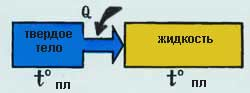 Q
твердое
тело
жидкость
t° пл
t° пл